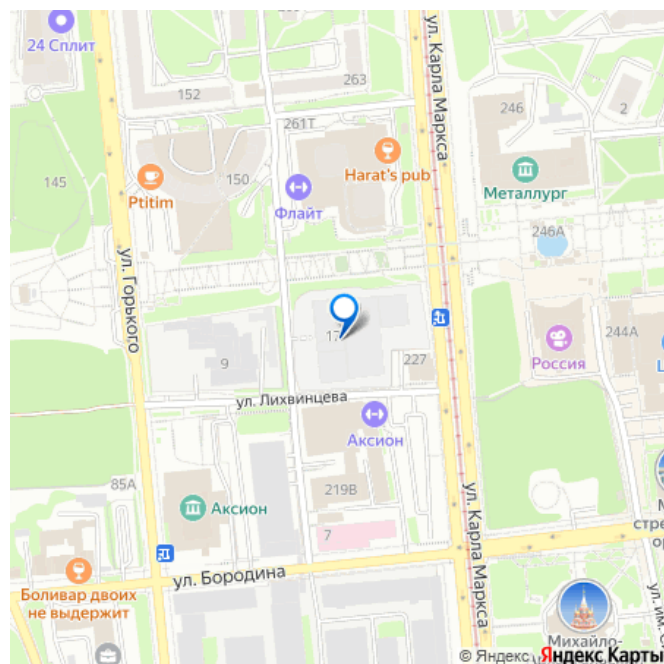 24 Сплит
152
263
ул. Карла Маркса
261Т
246
2
145
Ptitim
150
Harat's pub
Флайт
Металлург
246А
ул. Горького
17
9
227
Россия
244А
ул. Лихвинцева
Аксион
85А
219В
Аксион
7
ул. Карла Маркса
ул. Бородина
Боливар двоих
не выдержит
Михайло-
© Яндекс Яндекс Карты